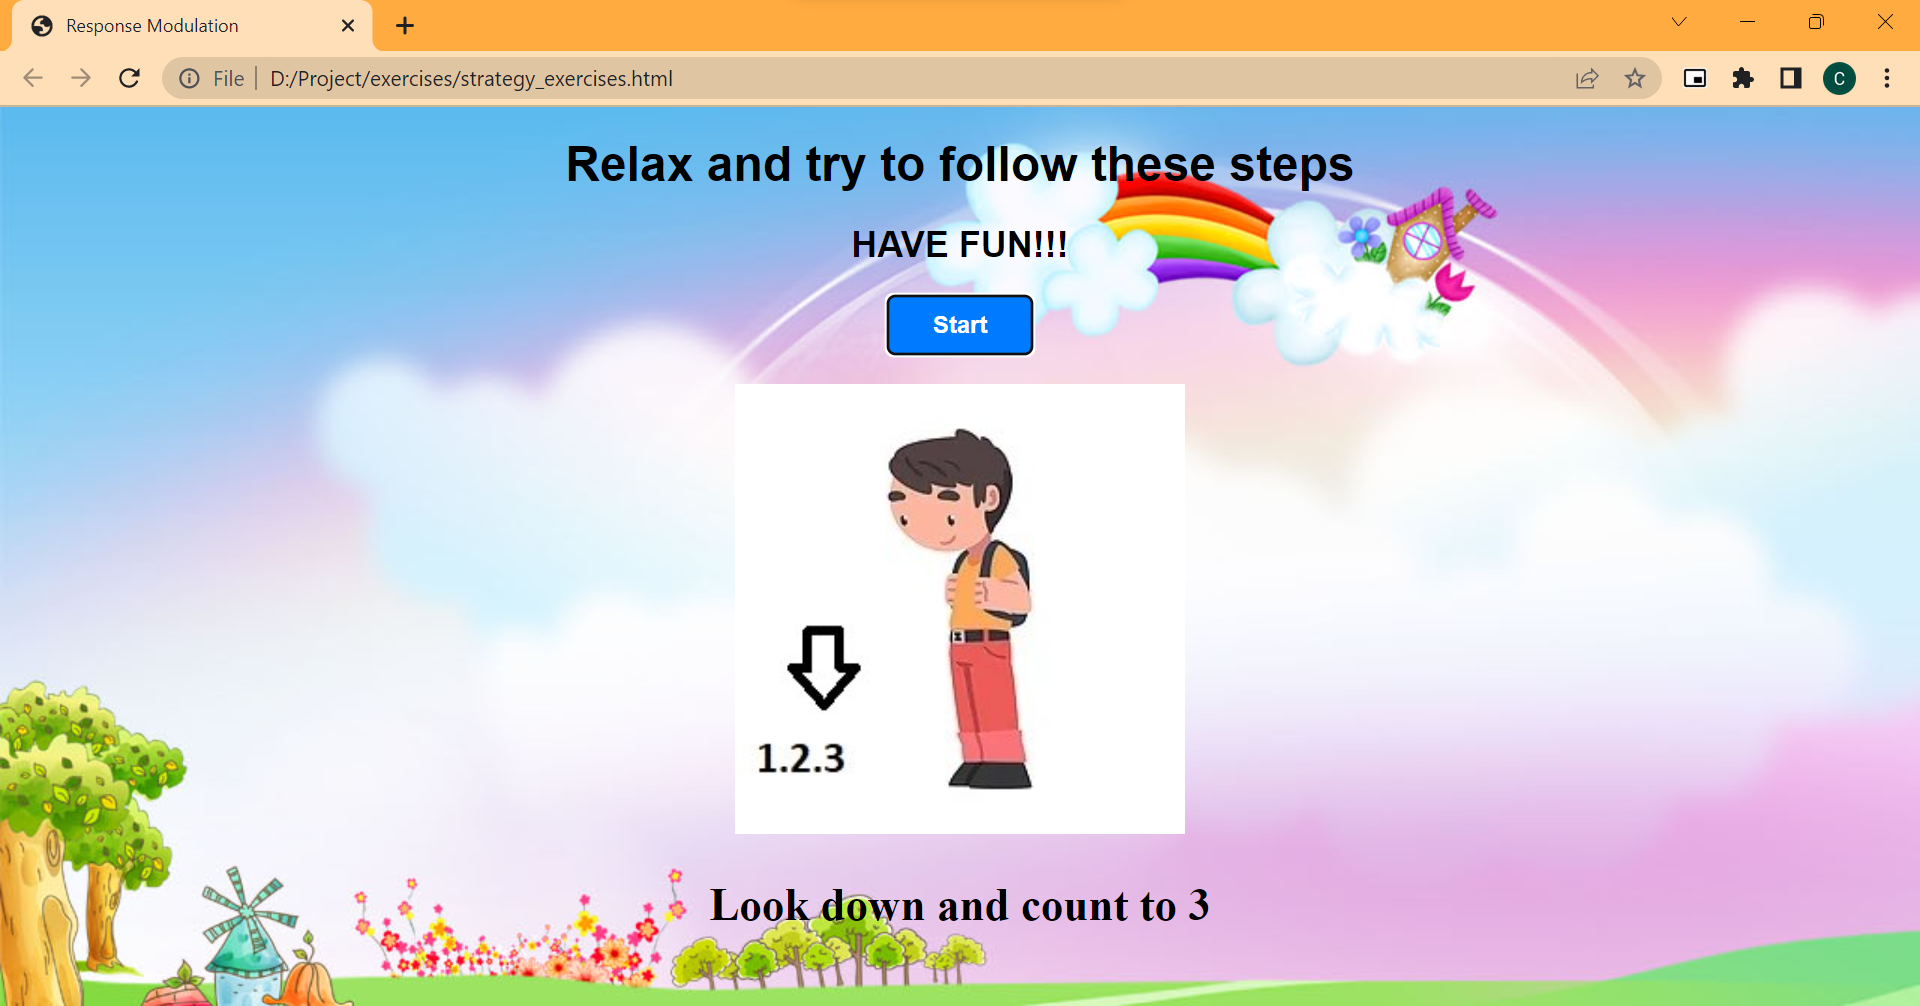 Response Modulation
File D:/Project/exercises/strategy_exercises.html
C
Relax and try to follow these steps
HAVE FUN!!!
Start
1.2.3
Look down and count to 3